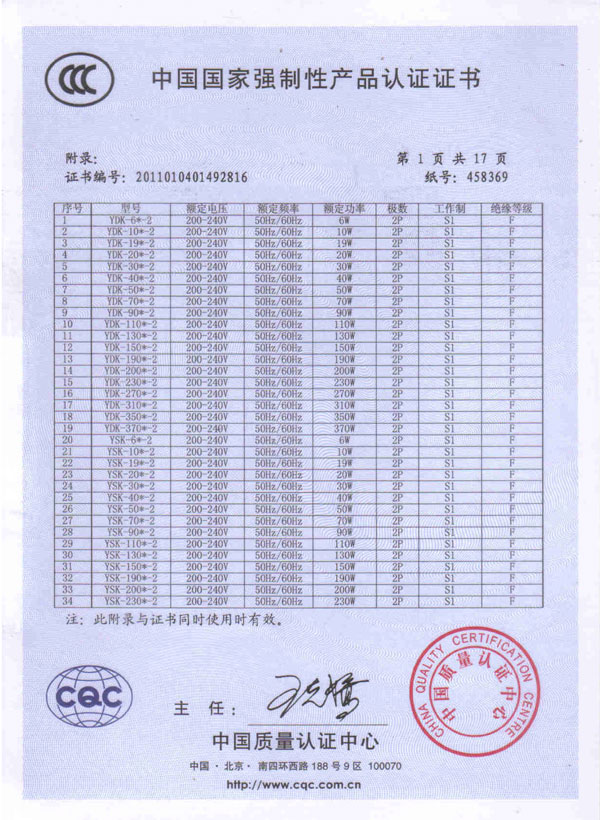 中国国家强制性产品认证证书
附录: 第 1 页 共 17 页
证书编号: 2011010401492816 纸号: 458369
序号 型号 额定电压 额定频率 额定功率 极数 工作制 绝缘等级
1 YDK-6*-2 200-240V 50Hz/60Hz 6W 2P S1 F
2 YDK-10*-2 200-240V 50Hz/60Hz 10W 2P S1 F
3 YDK-19*-2 200-240V 50Hz/60Hz 19W 2P S1 F
4 YDK-20*-2 200-240V 50Hz/60Hz 20W 2P S1 F
5 YDK-30*-2 200-240V 50Hz/60Hz 30W 2P S1 F
6 YDK-40*-2 200-240V 50Hz/60Hz 40W 2P S1 F
7 YDK-50*-2 200-240V 50Hz/60Hz 50W 2P S1 F
8 YDK-70*-2 200-240V 50Hz/60Hz 70W 2P S1 F
9 YDK-90*-2 200-240V 50Hz/60Hz 90W 2P S1 F
10 YDK-110*-2 200-240V 50Hz/60Hz 110W 2P S1 F
11 YDK-130*-2 200-240V 50Hz/60Hz 130W 2P S1 F
12 YDK-150*-2 200-240V 50Hz/60Hz 150W 2P S1 F
13 YDK-190*-2 200-240V 50Hz/60Hz 190W 2P S1 F
14 YDK-200*-2 200-240V 50Hz/60Hz 200W 2P S1 F
15 YDK-230*-2 200-240V 50Hz/60Hz 230W 2P S1 F
16 YDK-270*-2 200-240V 50Hz/60Hz 270W 2P S1 F
17 YDK-310*-2 200-240V 50Hz/60Hz 310W 2P S1 F
18 YDK-350*-2 200-240V 50Hz/60Hz 350W 2P S1 F
19 YDK-370*-2 200-240V 50Hz/60Hz 370W 2P S1 F
20 YSK-6*-2 200-240V 50Hz/60Hz 6W 2P S1 F
21 YSK-10*-2 200-240V 50Hz/60Hz 10W 2P S1 F
22 YSK-19*-2 200-240V 50Hz/60Hz 19W 2P S1 F
23 YSK-20*-2 200-240V 50Hz/60Hz 20W 2P S1 F
24 YSK-30*-2 200-240V 50Hz/60Hz 30W 2P S1 F
25 YSK-40*-2 200-240V 50Hz/60Hz 40W 2P S1 F
26 YSK-50*-2 200-240V 50Hz/60Hz 50W 2P S1 F
27 YSK-70*-2 200-240V 50Hz/60Hz 70W 2P S1 F
28 YSK-90*-2 200-240V 50Hz/60Hz 90W 2P S1 F
29 YSK-110*-2 200-240V 50Hz/60Hz 110W 2P S1 F
30 YSK-130*-2 200-240V 50Hz/60Hz 130W 2P S1 F
31 YSK-150*-2 200-240V 50Hz/60Hz 150W 2P S1 F
32 YSK-190*-2 200-240V 50Hz/60Hz 190W 2P S1 F
33 YSK-200*-2 200-240V 50Hz/60Hz 200W 2P S1 F
34 YSK-230*-2 200-240V 50Hz/60Hz 230W 2P S1 F
注: 此附录与证书同时使用时有效。
CHINA QUALITY CERTIFICATION CENTRE
中国质量认证中心
CQC
主 任:
中国质量认证中心
中国·北京·南四环西路188号9区 100070
http://www.cqc.com.cn